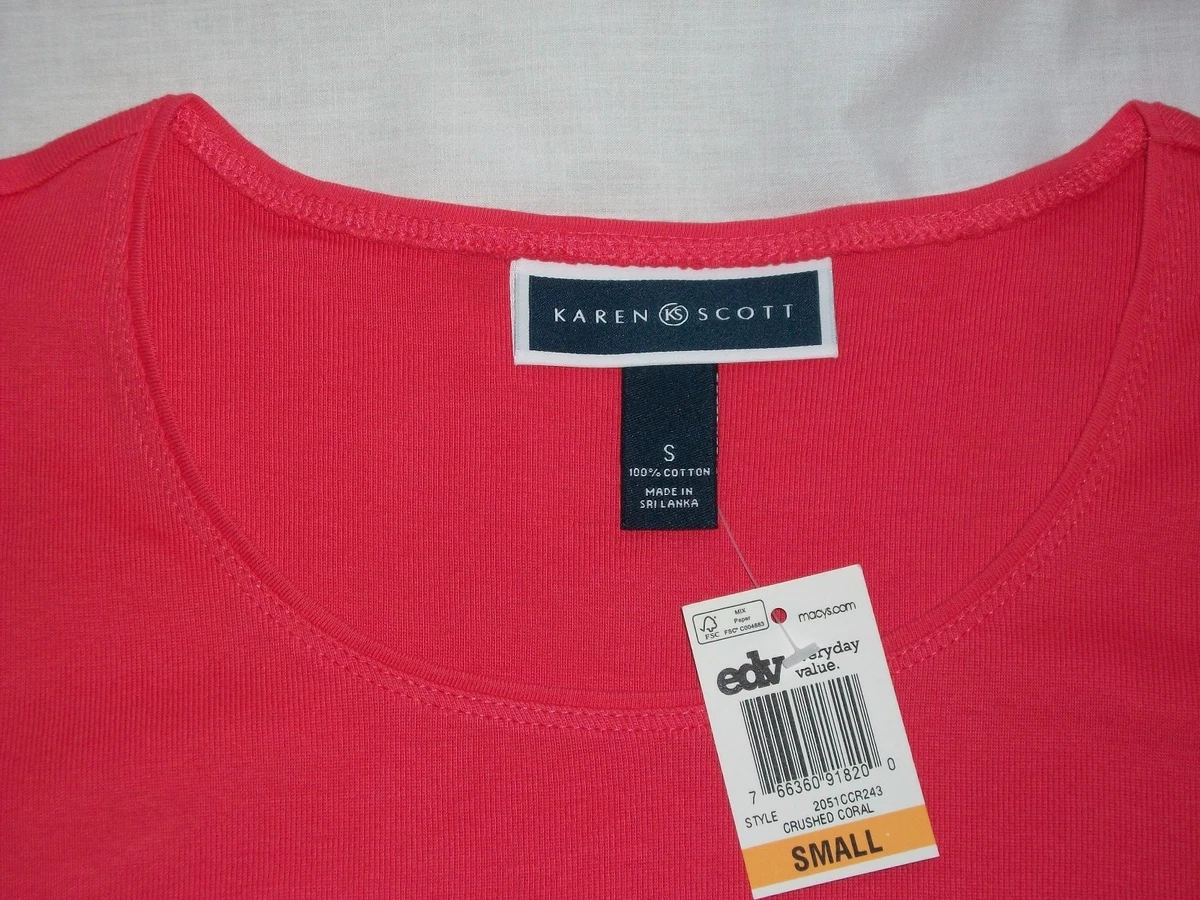 KAREN KS SCOTT
S
100% COTTON
MADE IN
SRI LANKA
MIX
Paper
FSC FSC® C004883
macys.com
edv everyday
value.
7 66360 91820 0
STYLE 2051CCR243
CRUSHED CORAL
SMALL